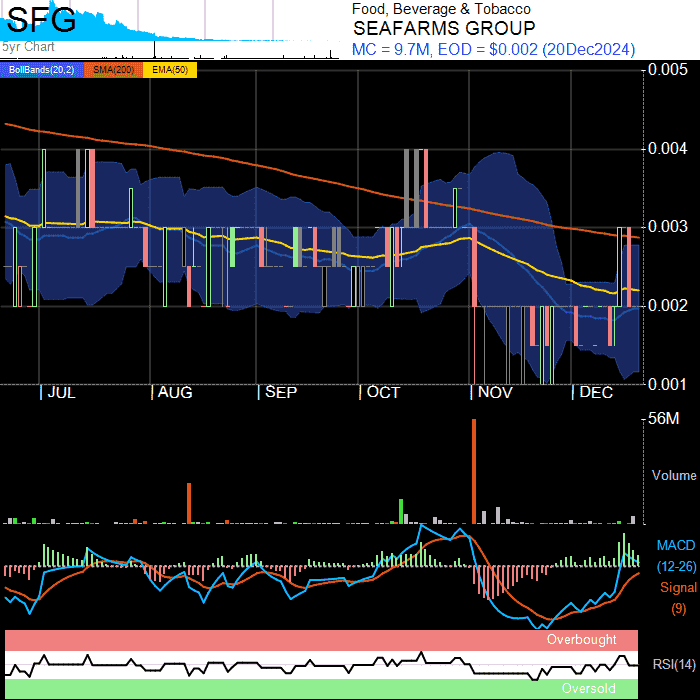 SFG
5yr Chart
Food, Beverage & Tobacco
SEAFARMS GROUP
MC = 9.7M, EOD = $0.002 (20Dec2024)
BollBands(20,2) SMA(200) EMA(50)
0.005
0.004
0.003
0.002
0.001
JUL AUG SEP OCT NOV DEC
56M
Volume
MACD
(12-26)
Signal
(9)
Overbought
RSI(14)
Oversold